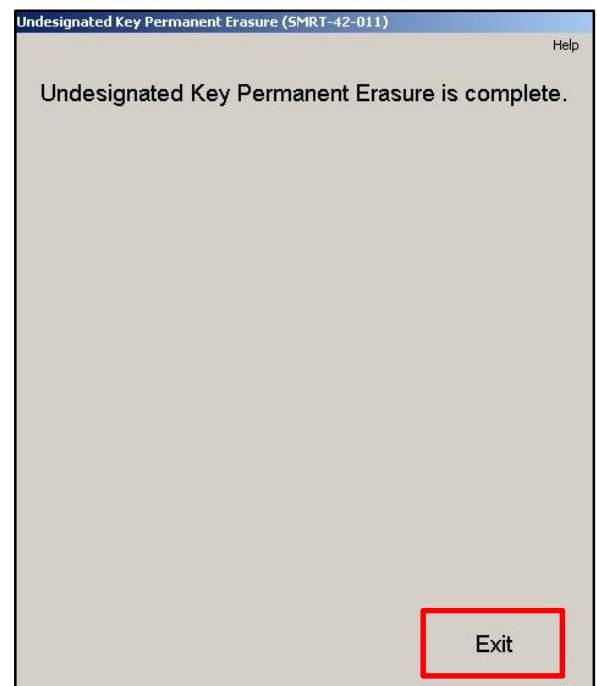 Undesignated Key Permanent Erasure (SMRT-42-011)
Help
Undesignated Key Permanent Erasure is complete.
Exit